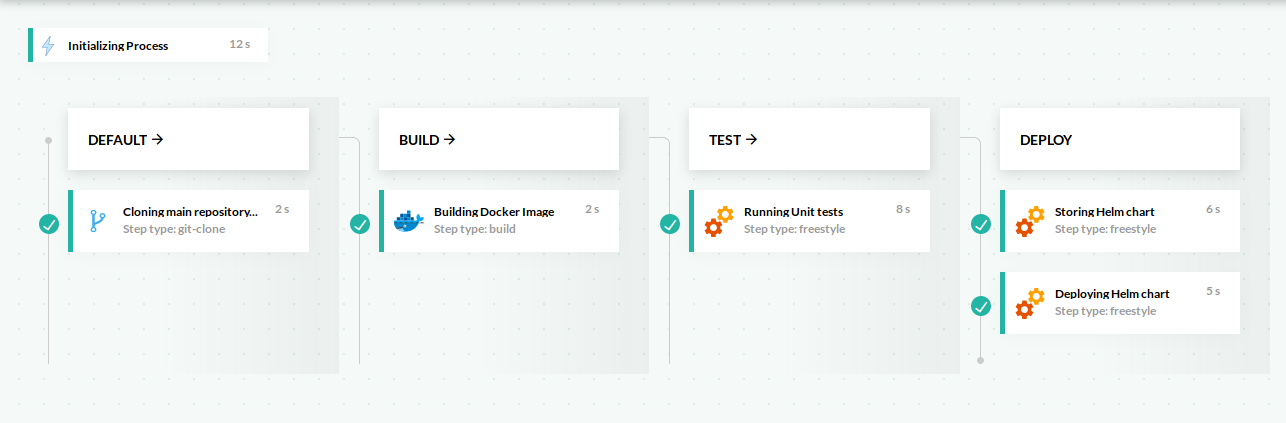 Initializing Process 12 s
DEFAULT →
Cloning main repository... 2 s
Step type: git-clone
BUILD →
Building Docker Image 2 s
Step type: build
TEST →
Running Unit tests 8 s
Step type: freestyle
DEPLOY
Storing Helm chart 6 s
Step type: freestyle
Deploying Helm chart 5 s
Step type: freestyle